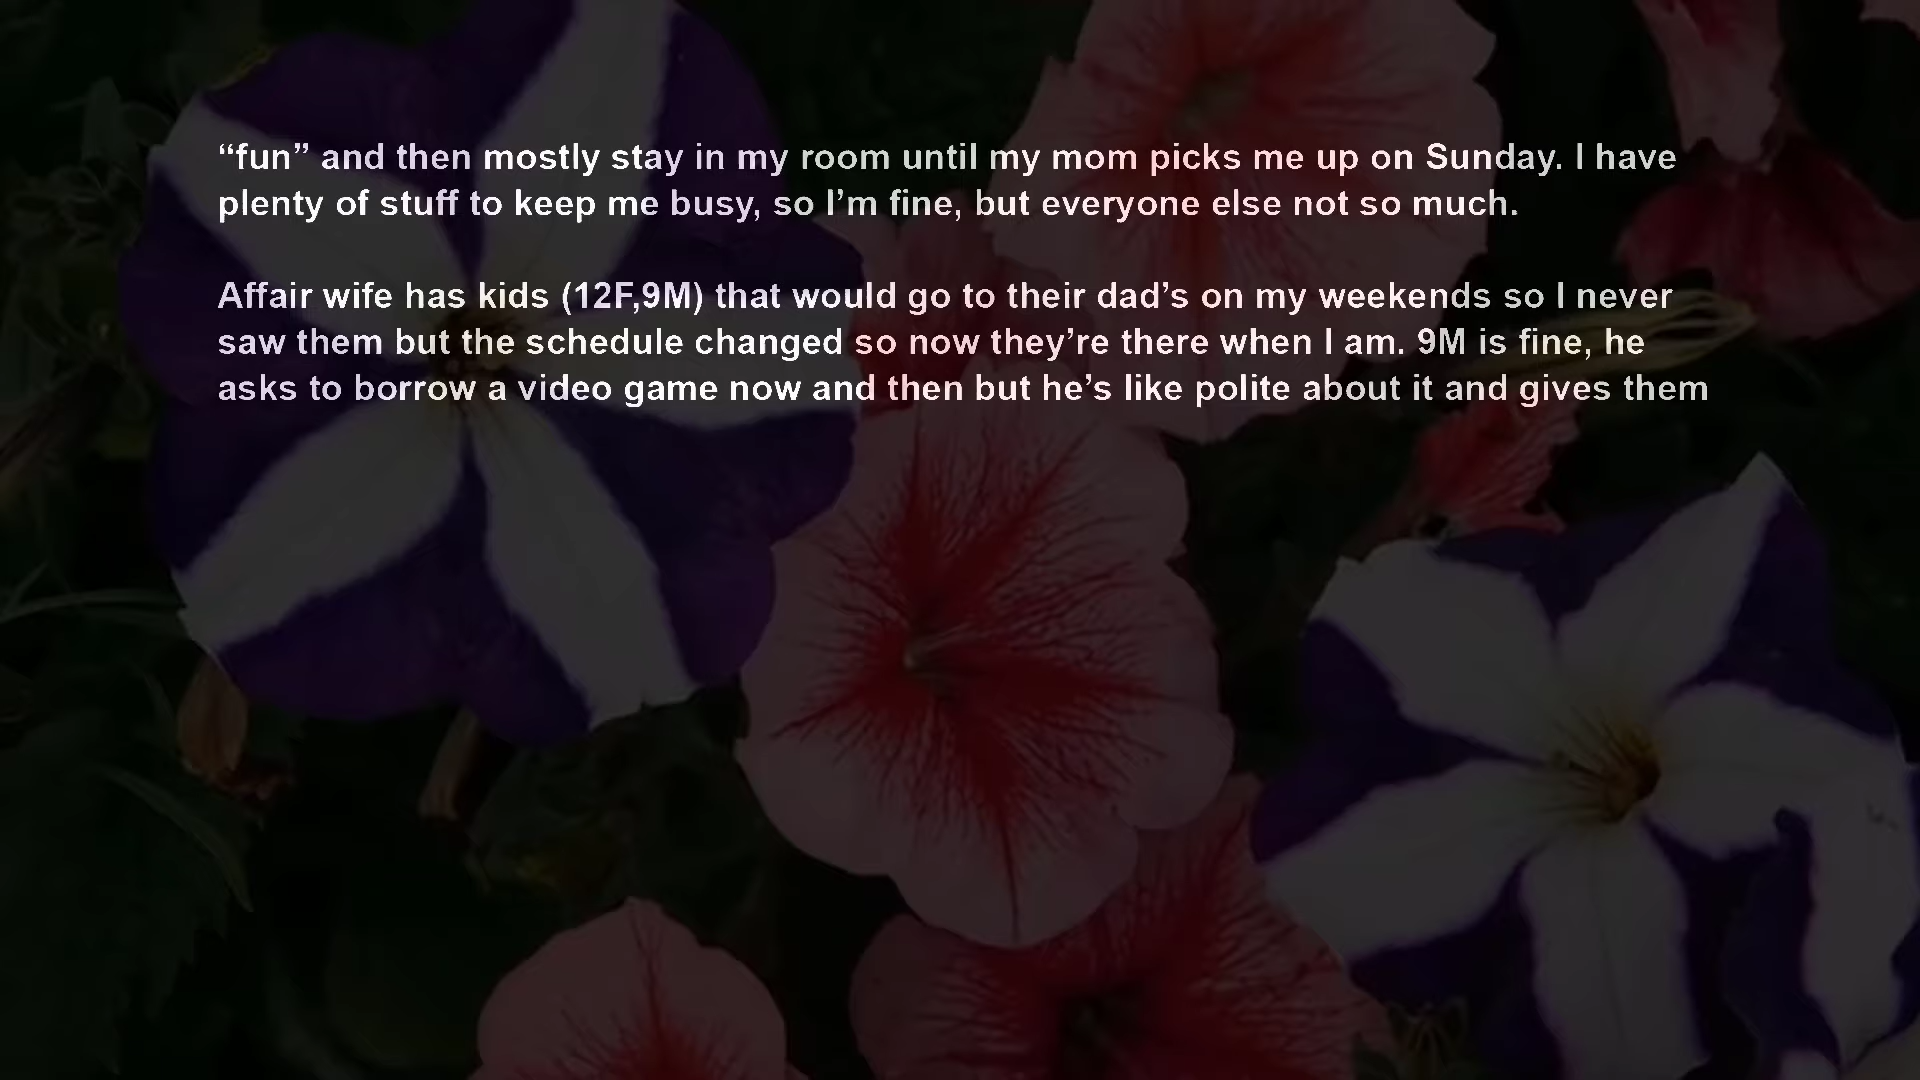 “fun” and then mostly stay in my room until my mom picks me up on Sunday. I have
plenty of stuff to keep me busy, so I’m fine, but everyone else not so much.
Affair wife has kids (12F,9M) that would go to their dad’s on my weekends so I never
saw them but the schedule changed so now they’re there when I am. 9M is fine, he
asks to borrow a video game now and then but he’s like polite about it and gives them